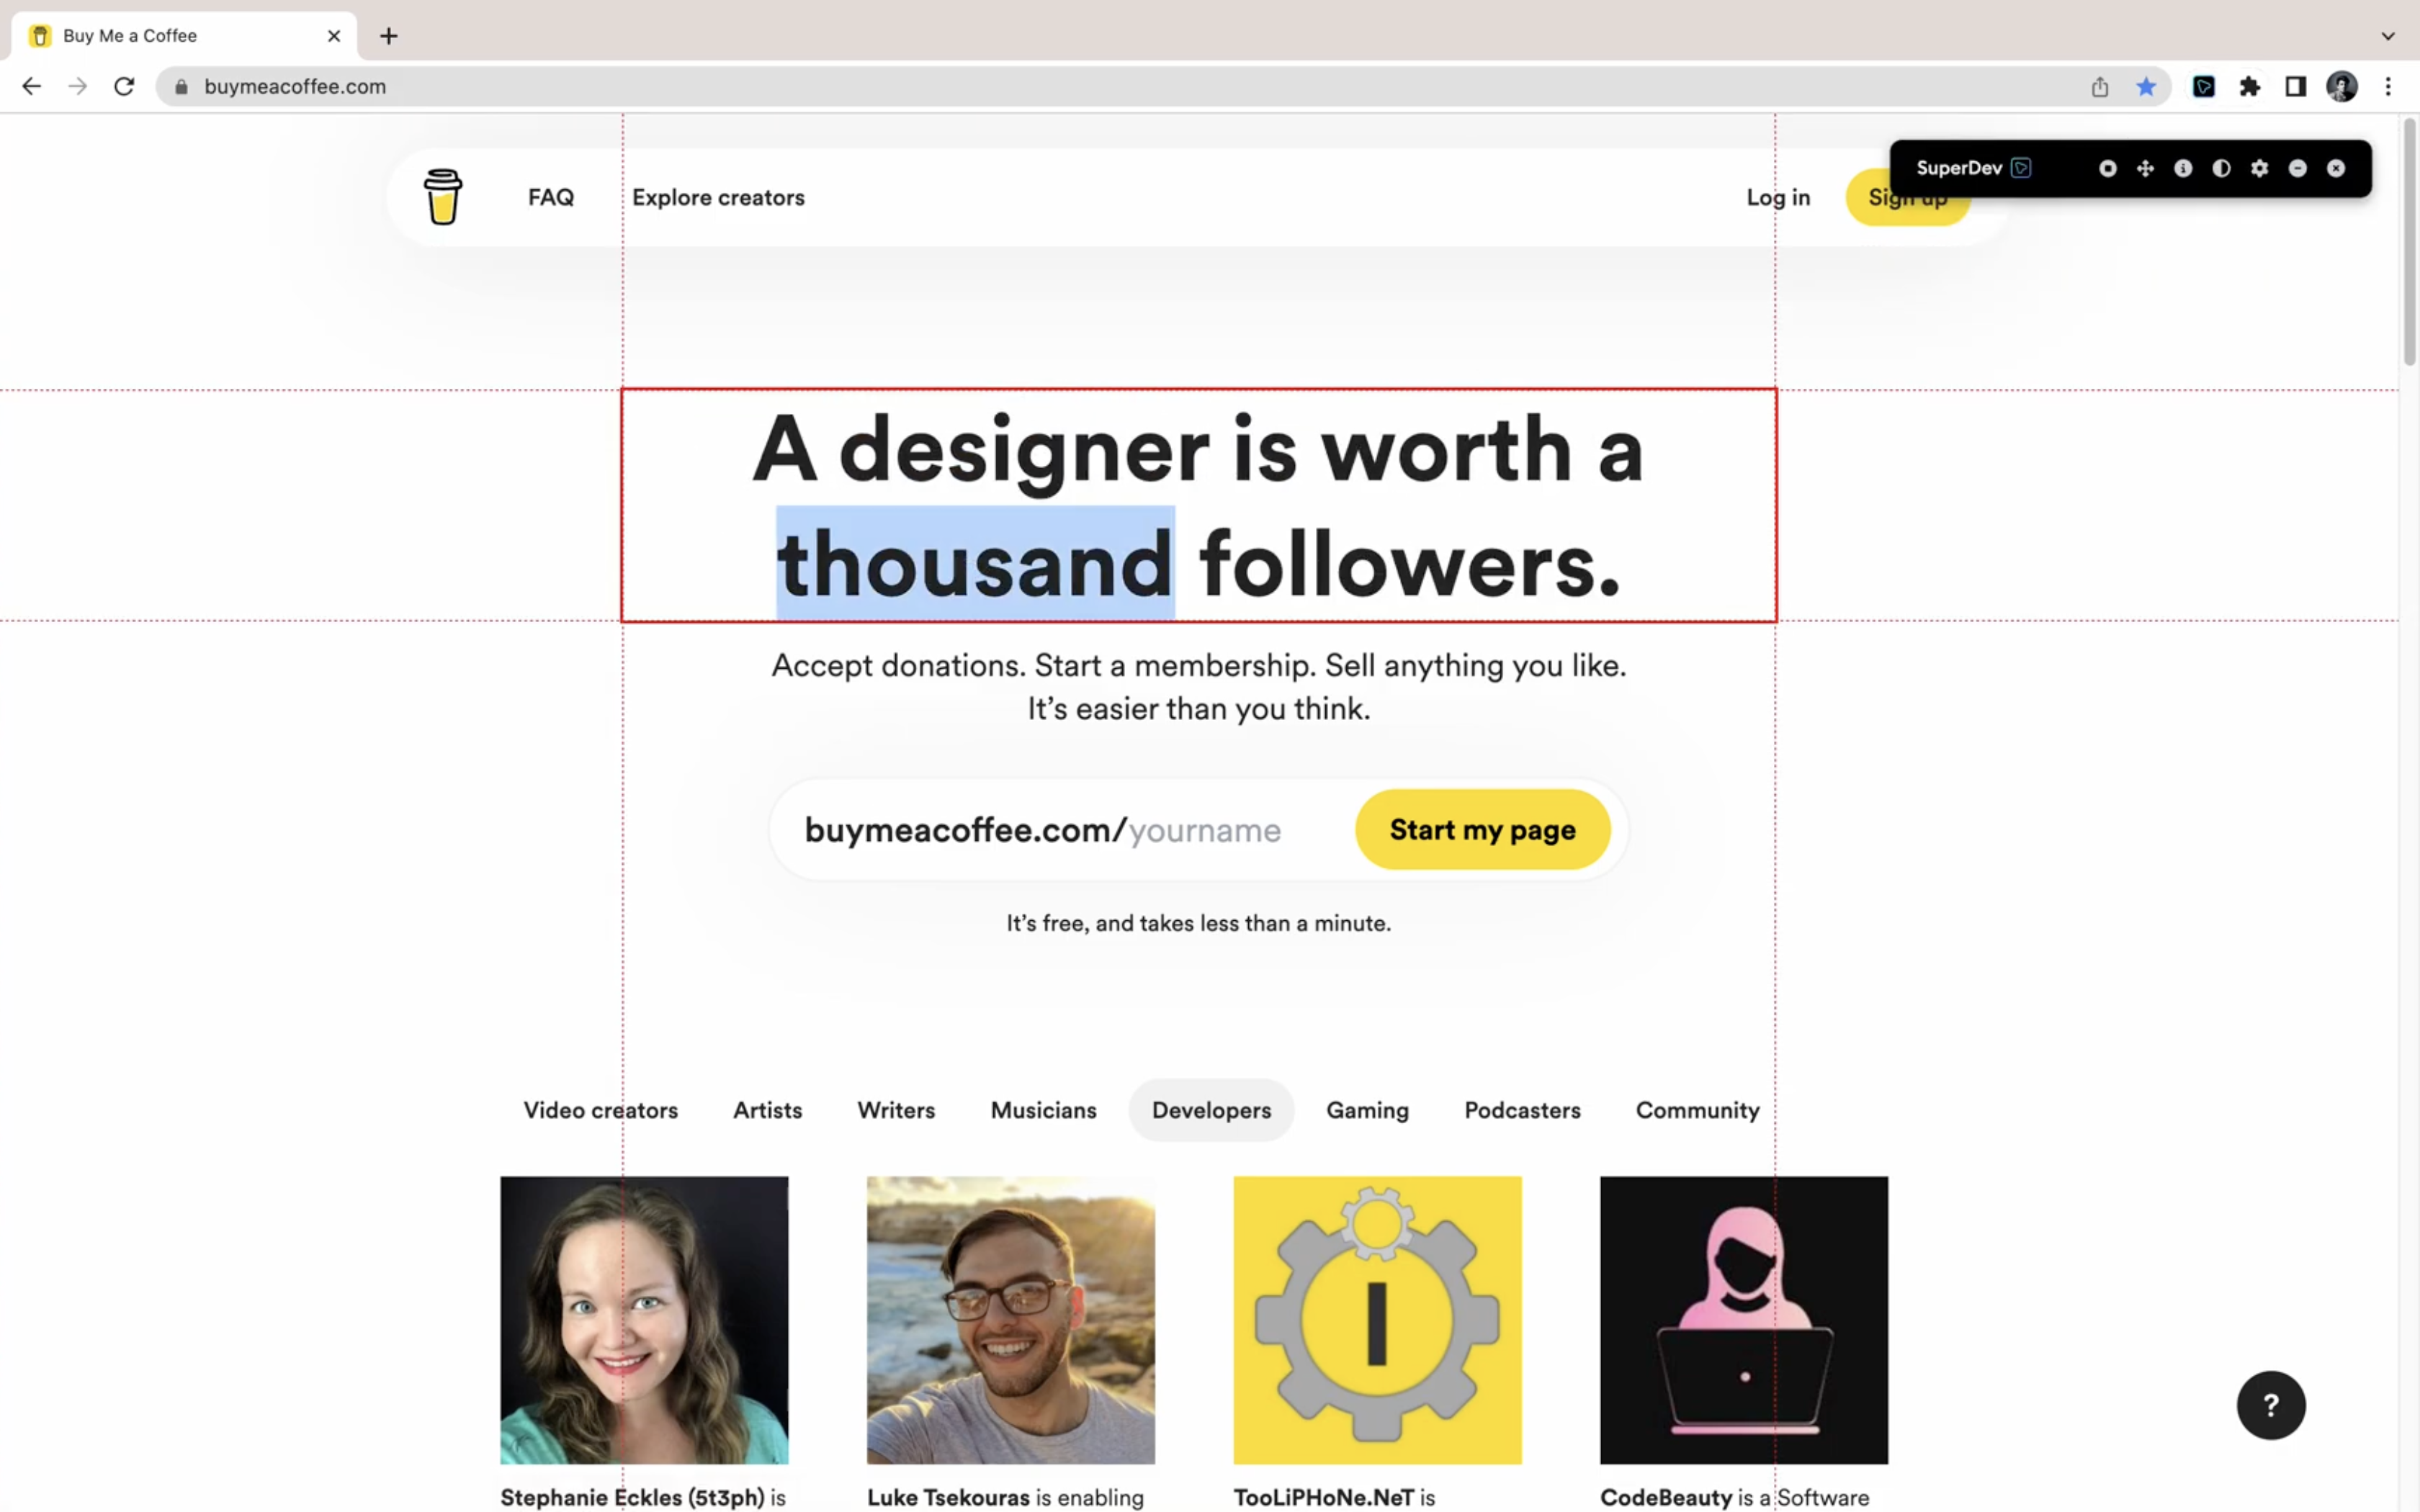 Buy Me a Coffee
buymeacoffee.com
SuperDev
FAQ Explore creators Log in Sign up
A designer is worth a
thousand followers.
Accept donations. Start a membership. Sell anything you like.
It’s easier than you think.
buymeacoffee.com/yourname Start my page
It’s free, and takes less than a minute.
Video creators Artists Writers Musicians Developers Gaming Podcasters Community
?
Stephanie Eckles (5t3ph) is
Luke Tsekouras is enabling
TooLiPHoNe.NeT is
CodeBeauty is a Software